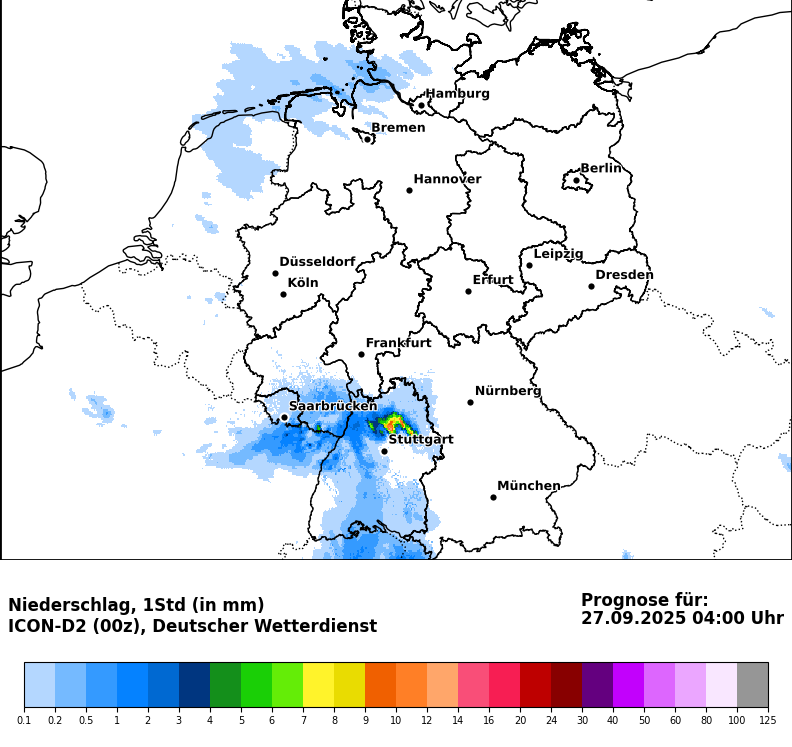 Hamburg
Bremen
Berlin
Hannover
Leipzig
Düsseldorf
Dresden
Köln
Erfurt
Frankfurt
Nürnberg
Saarbrücken
Stuttgart
München
Niederschlag, 1Std (in mm)
ICON-D2 (00z), Deutscher Wetterdienst
Prognose für:
27.09.2025 04:00 Uhr
0.1 0.2 0.5 1 2 3 4 5 6 7 8 9 10 12 14 16 20 24 30 40 50 60 80 100 125